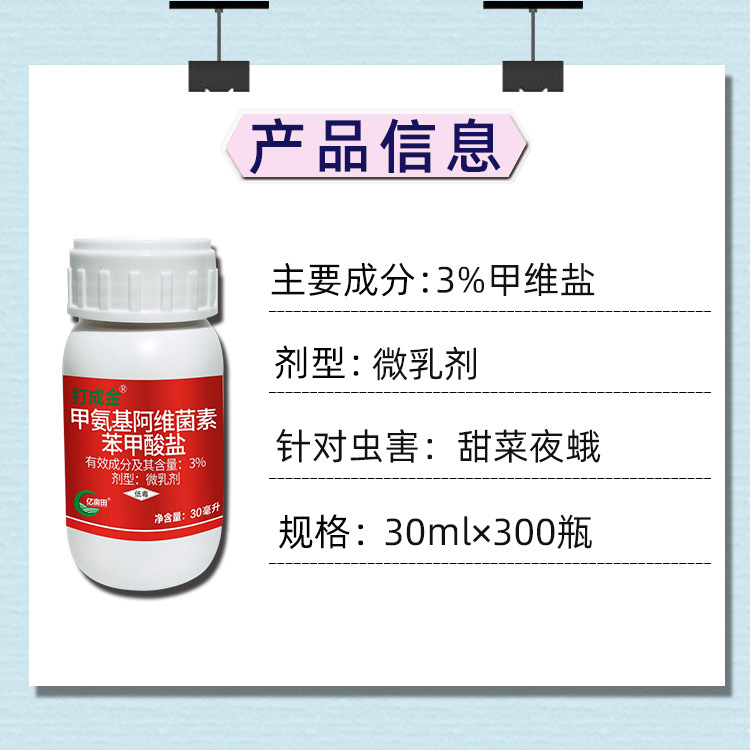 产品信息
主要成分：3%甲维盐
剂型：微乳剂
针对虫害：甜菜夜蛾
规格：30ml×300瓶
打成金®
甲氨基阿维菌素
苯甲酸盐
有效成分及其含量：3%
剂型：微乳剂
低毒
亿亩田®
净含量：30毫升